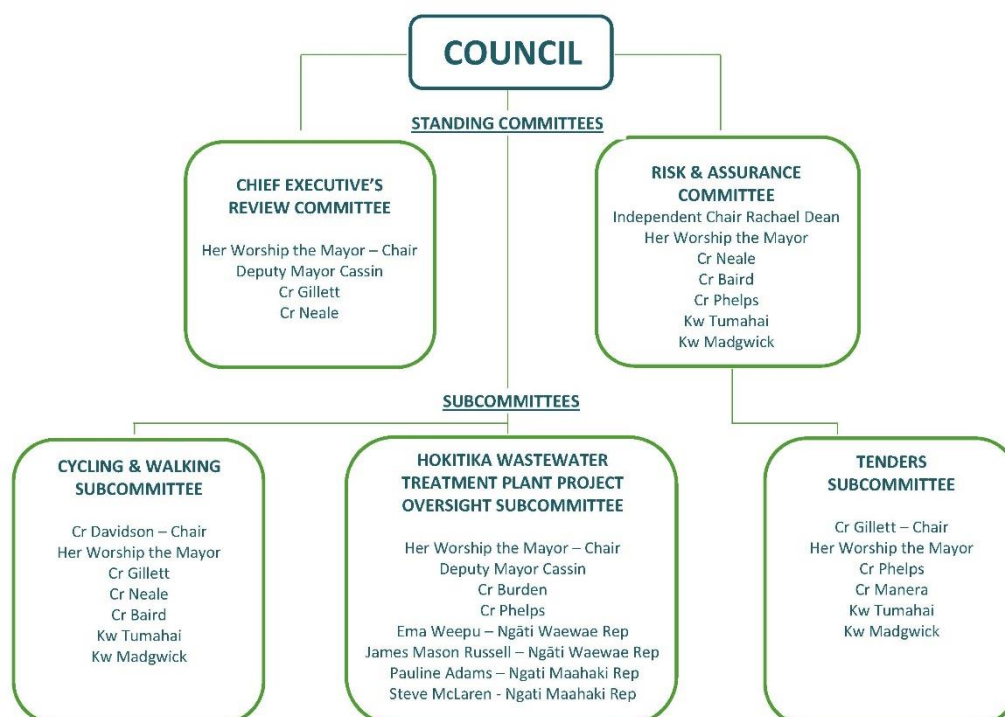 COUNCIL
STANDING COMMITTEES
CHIEF EXECUTIVE'S
REVIEW COMMITTEE
Her Worship the Mayor – Chair
Deputy Mayor Cassin
Cr Gillett
Cr Neale
RISK & ASSURANCE
COMMITTEE
Independent Chair Rachael Dean
Her Worship the Mayor
Cr Neale
Cr Baird
Cr Phelps
Kw Tumahai
Kw Madgwick
SUBCOMMITTEES
CYCLING & WALKING
SUBCOMMITTEE
Cr Davidson – Chair
Her Worship the Mayor
Cr Gillett
Cr Neale
Cr Baird
Kw Tumahai
Kw Madgwick
HOKITIKA WASTEWATER
TREATMENT PLANT PROJECT
OVERSIGHT SUBCOMMITTEE
Her Worship the Mayor – Chair
Deputy Mayor Cassin
Cr Burden
Cr Phelps
Ema Weepu – Ngāti Waewae Rep
James Mason Russell – Ngāti Waewae Rep
Pauline Adams – Ngati Maahaki Rep
Steve McLaren - Ngati Maahaki Rep
TENDERS
SUBCOMMITTEE
Cr Gillett – Chair
Her Worship the Mayor
Cr Phelps
Cr Manera
Kw Tumahai
Kw Madgwick